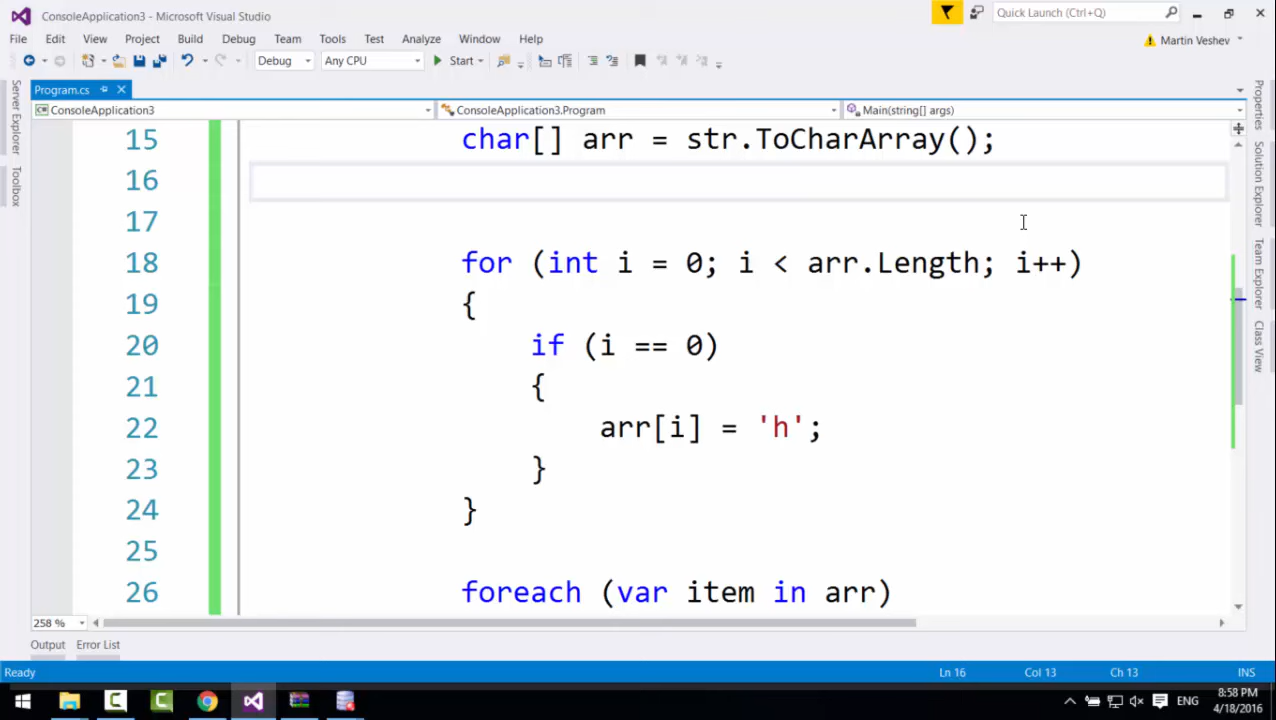 ConsoleApplication3 - Microsoft Visual Studio
Quick Launch (Ctrl+Q)
File Edit View Project Build Debug Team Tools Test Analyze Window Help
Martin Veshev
Debug Any CPU Start
Program.cs
ConsoleApplication3 ConsoleApplication3.Program Main(string[] args)
Server Explorer
Toolbox
15 char[] arr = str.ToCharArray();
16
17
18 for (int i = 0; i < arr.Length; i++)
19 {
20 if (i == 0)
21 {
22 arr[i] = 'h';
23 }
24 }
25
26 foreach (var item in arr)
Properties
Solution Explorer
Team Explorer
Class View
258 %
Output Error List
Ready Ln 16 Col 13 Ch 13 INS
ENG
8:58 PM
4/18/2016